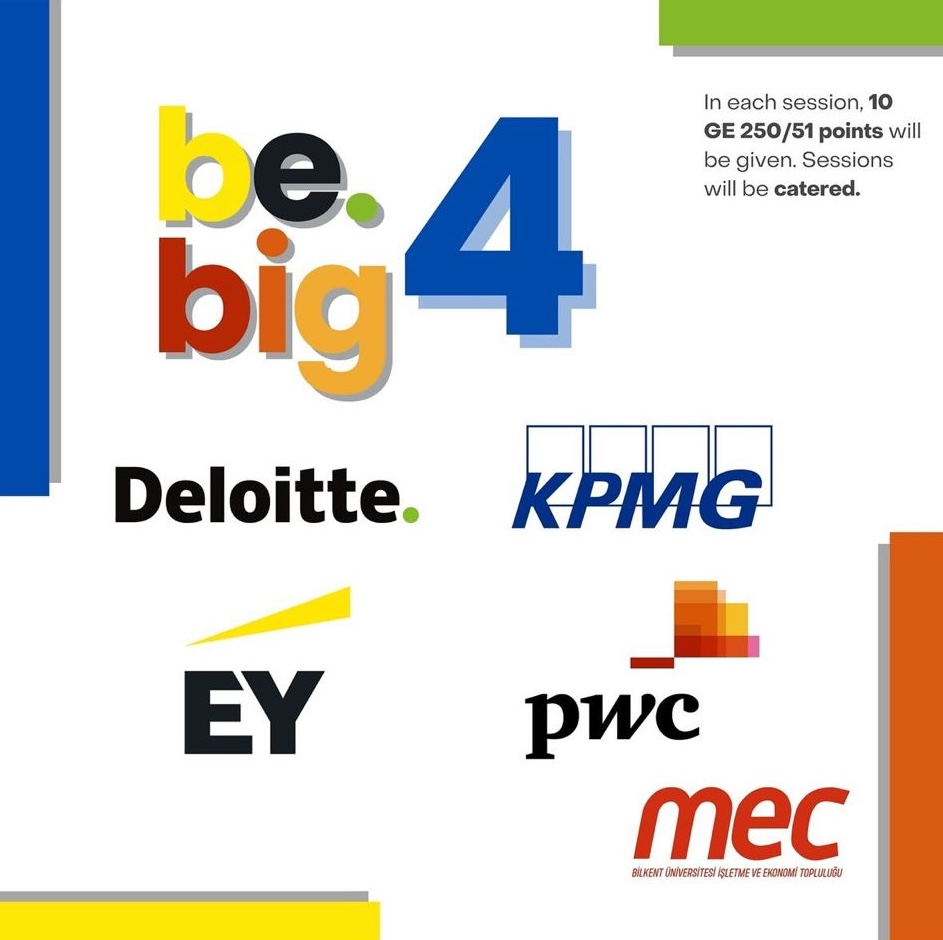 In each session, 10
GE 250/51 points will
be given. Sessions
will be catered.
be.
big 4
Deloitte.
KPMG
EY
pwc
mec
BİLKENT ÜNİVERSİTESİ İŞLETME VE EKONOMİ TOPLULUĞU